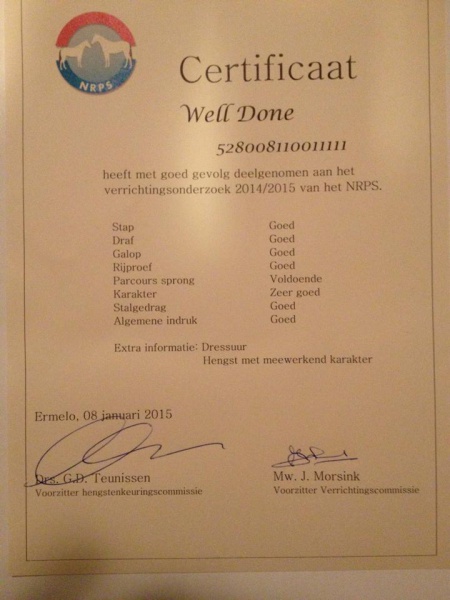 NRPS
Certificaat
Well Done
528008110011111
heeft met goed gevolg deelgenomen aan het
verrichtingsonderzoek 2014/2015 van het NRPS.
Stap Goed
Draf Goed
Galop Goed
Rijproef Goed
Parcours sprong Voldoende
Karakter Zeer goed
Stalgedrag Goed
Algemene indruk Goed
Extra informatie: Dressuur
Hengst met meewerkend karakter
Ermelo, 08 januari 2015
Drs. G.D. Teunissen Mw. J. Morsink
Voorzitter hengstenkeuringscommissie Voorzitter Verrichtingscommissie